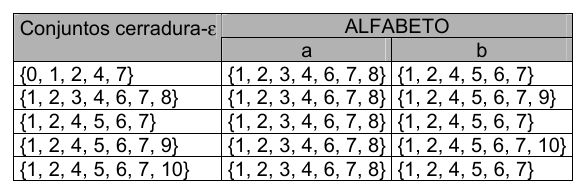 Conjuntos cerradura-ε ALFABETO
a b
{0, 1, 2, 4, 7} {1, 2, 3, 4, 6, 7, 8} {1, 2, 4, 5, 6, 7}
{1, 2, 3, 4, 6, 7, 8} {1, 2, 3, 4, 6, 7, 8} {1, 2, 4, 5, 6, 7, 9}
{1, 2, 4, 5, 6, 7} {1, 2, 3, 4, 6, 7, 8} {1, 2, 4, 5, 6, 7}
{1, 2, 4, 5, 6, 7, 9} {1, 2, 3, 4, 6, 7, 8} {1, 2, 4, 5, 6, 7, 10}
{1, 2, 4, 5, 6, 7, 10} {1, 2, 3, 4, 6, 7, 8} {1, 2, 4, 5, 6, 7}